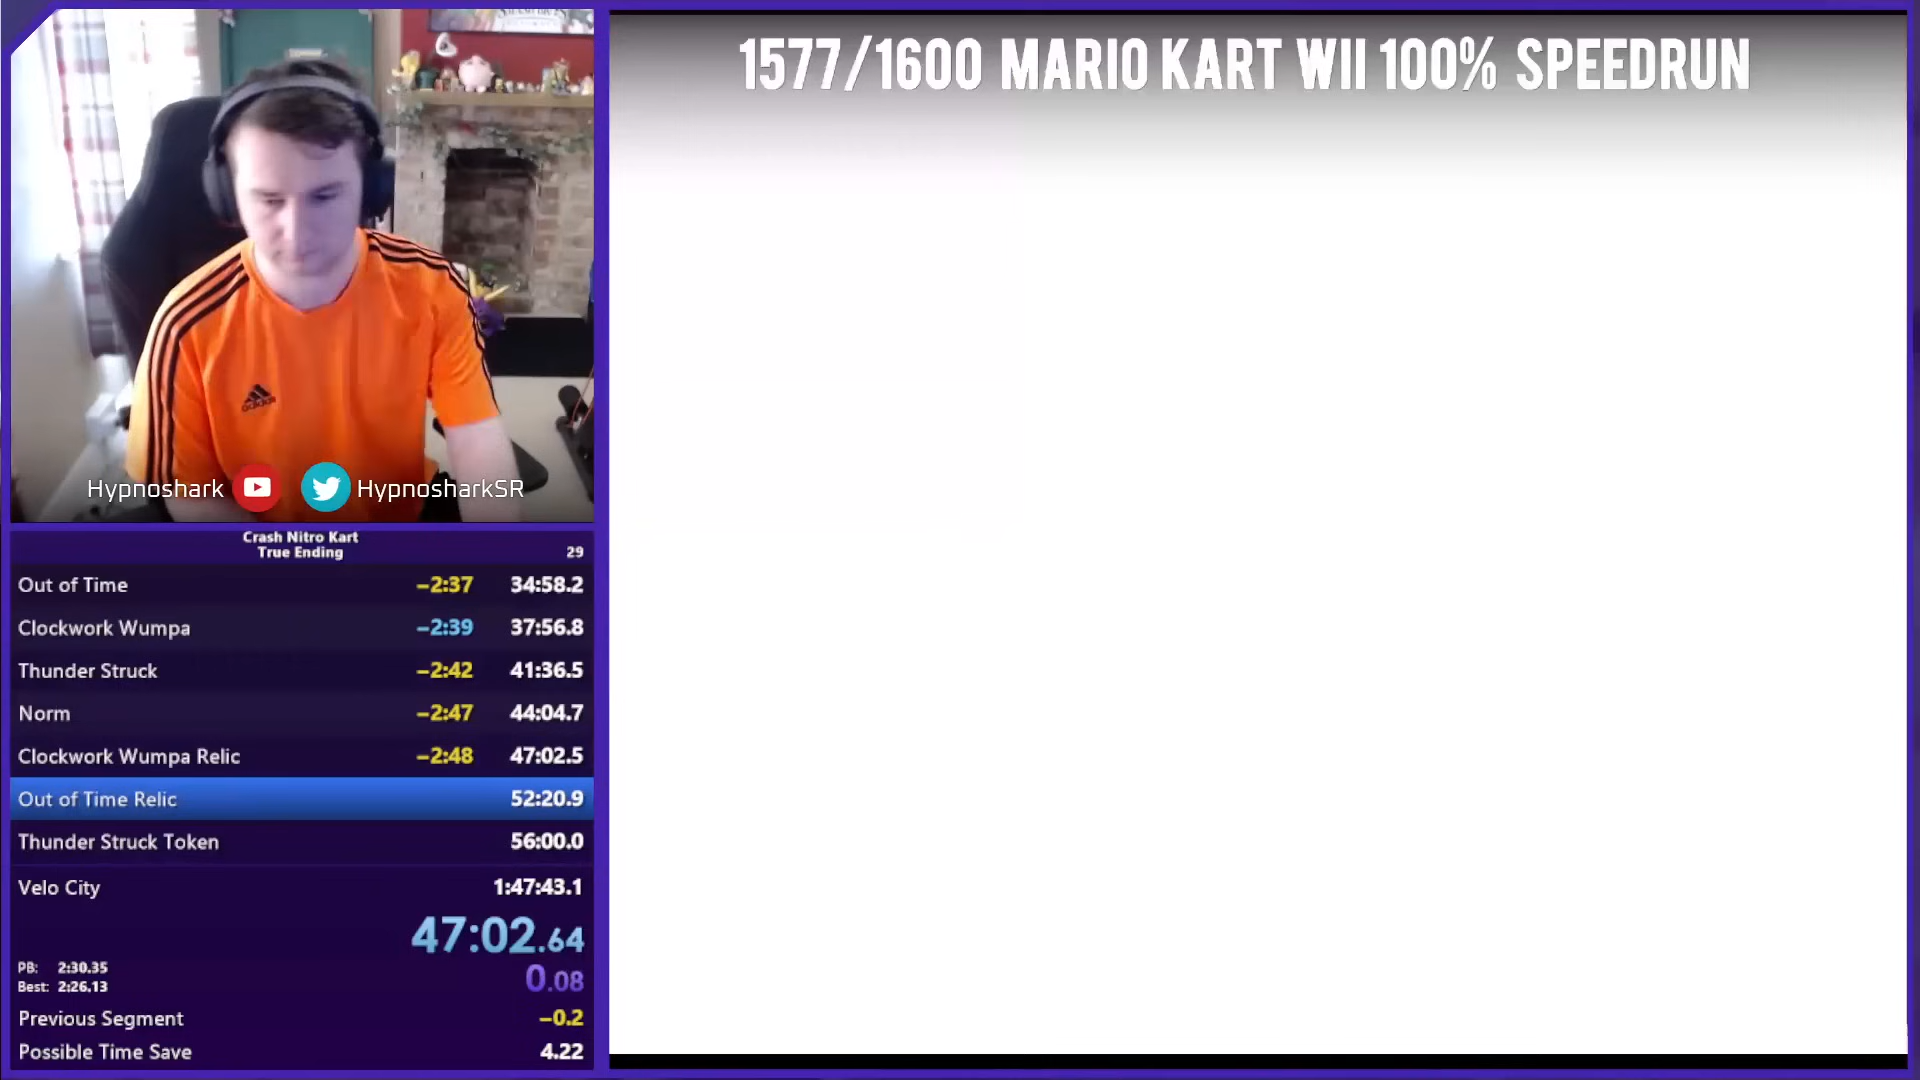 1577/1600 MARIO KART WII 100% SPEEDRUN
adidas
Hypnoshark HypnosharkSR
Crash Nitro Kart
True Ending 29
Out of Time −2:37 34:58.2
Clockwork Wumpa −2:39 37:56.8
Thunder Struck −2:42 41:36.5
Norm −2:47 44:04.7
Clockwork Wumpa Relic −2:48 47:02.5
Out of Time Relic 52:20.9
Thunder Struck Token 56:00.0
Velo City 1:47:43.1
47:02.64
PB: 2:30.35
Best: 2:26.13 0.08
Previous Segment −0.2
Possible Time Save 4.22